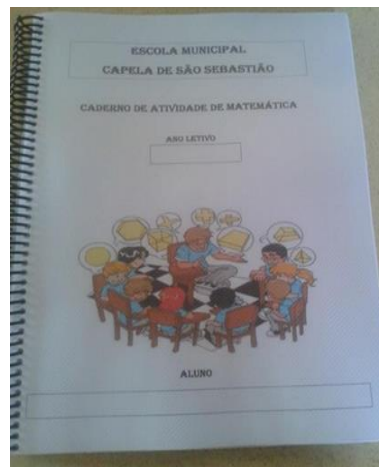 ESCOLA MUNICIPAL
CAPELA DE SÃO SEBASTIÃO
CADERNO DE ATIVIDADE DE MATEMÁTICA
ANO LETIVO
ALUNO